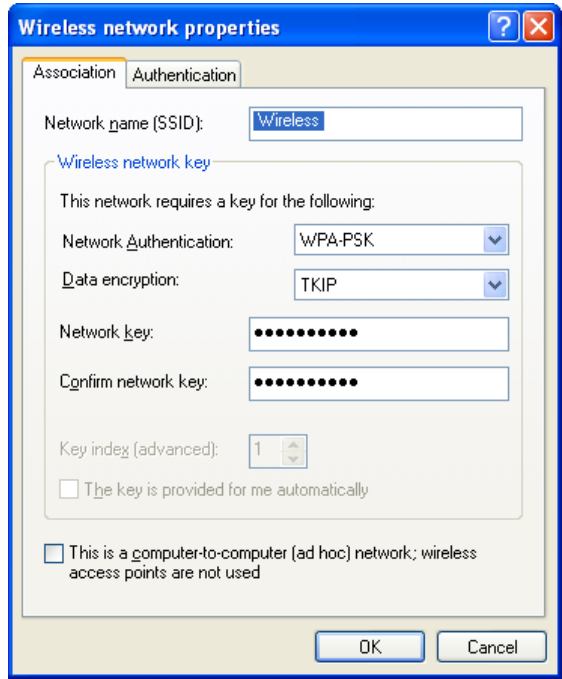 Wireless network properties
Association
Authentication
Network name (SSID):
Wireless
Wireless network key
This network requires a key for the following:
Network Authentication:
WPA-PSK
Data encryption:
TKIP
Network key:
••••••••••
Confirm network key:
••••••••••
Key index (advanced):
1
The key is provided for me automatically
This is a computer-to-computer (ad hoc) network; wireless
access points are not used
OK
Cancel